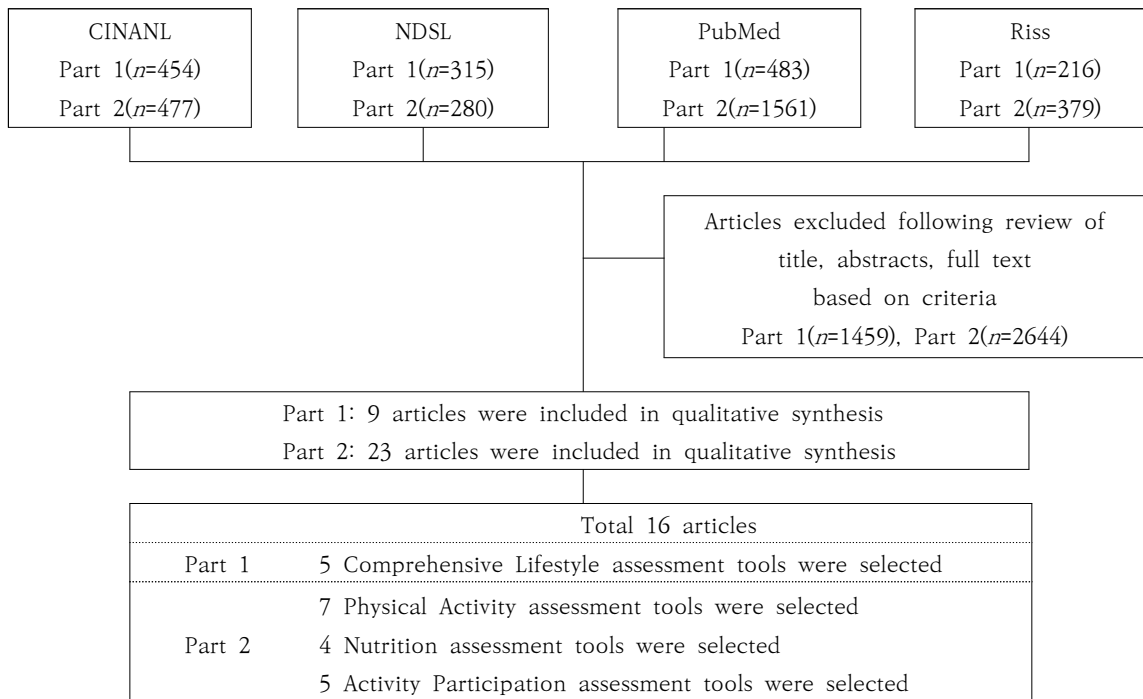 CINANL
Part 1(n=454)
Part 2(n=477)
NDSL
Part 1(n=315)
Part 2(n=280)
PubMed
Part 1(n=483)
Part 2(n=1561)
Riss
Part 1(n=216)
Part 2(n=379)
Articles excluded following review of
title, abstracts, full text
based on criteria
Part 1(n=1459), Part 2(n=2644)
Part 1: 9 articles were included in qualitative synthesis
Part 2: 23 articles were included in qualitative synthesis
Total 16 articles
Part 1 5 Comprehensive Lifestyle assessment tools were selected
7 Physical Activity assessment tools were selected
Part 2 4 Nutrition assessment tools were selected
5 Activity Participation assessment tools were selected